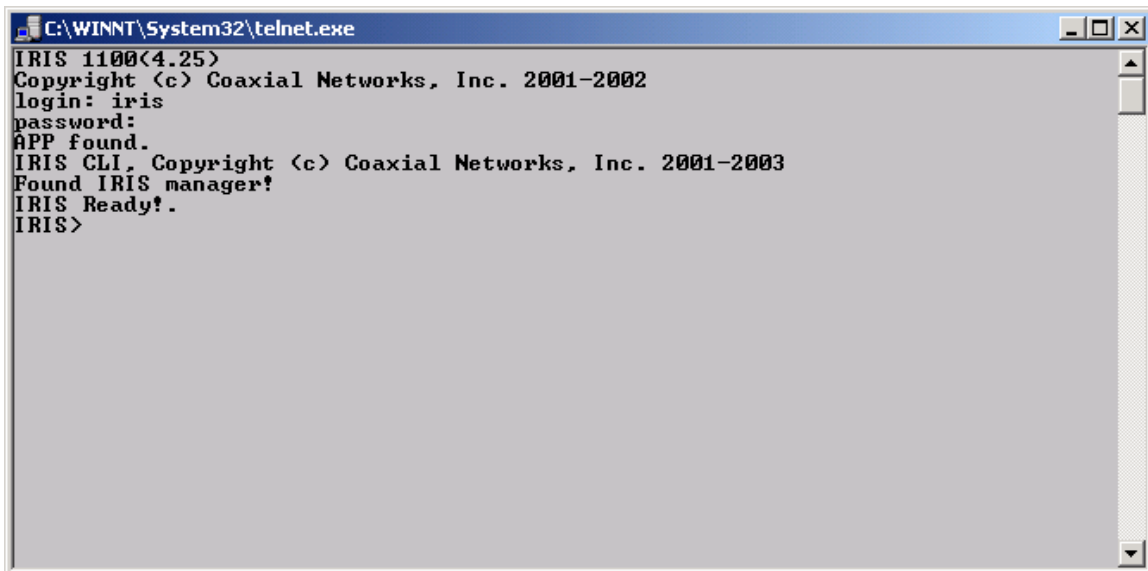 C:\WINNT\System32\telnet.exe
IRIS 1100(4.25)
Copyright (c) Coaxial Networks, Inc. 2001-2002
login: iris
password:
APP found.
IRIS CLI, Copyright (c) Coaxial Networks, Inc. 2001-2003
Found IRIS manager!
IRIS Ready!.
IRIS>